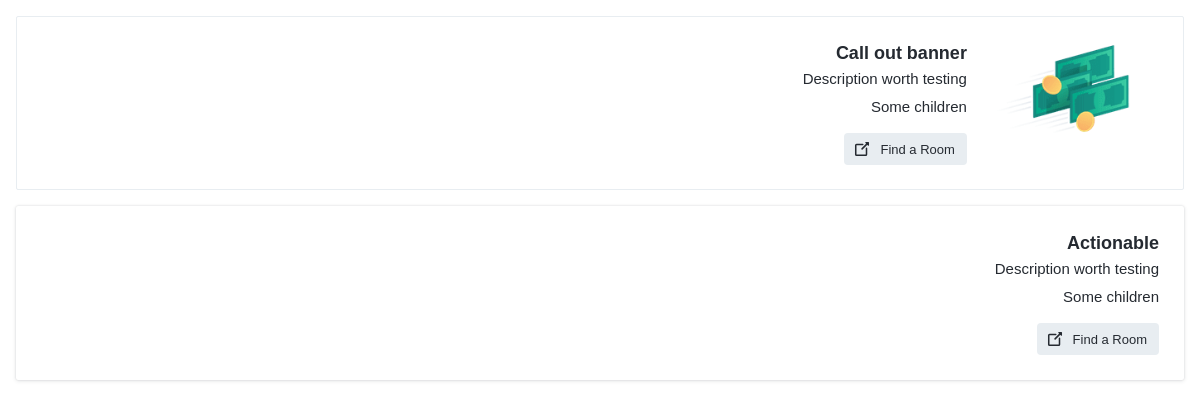 Call out banner
Description worth testing
Some children
Find a Room
Actionable
Description worth testing
Some children
Find a Room